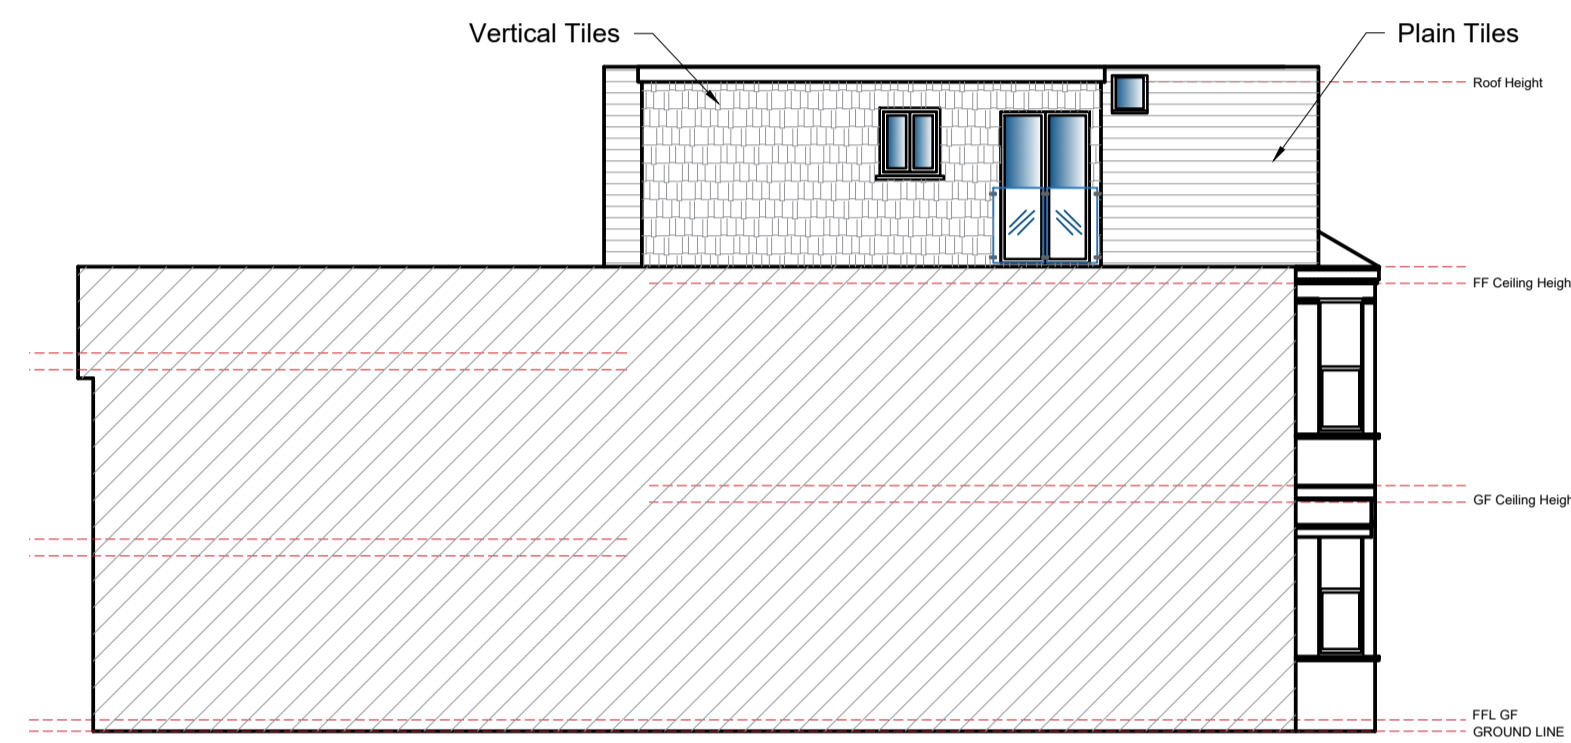 Vertical Tiles
Plain Tiles
Roof Height
FF Ceiling Heigh
GF Ceiling Heigh
FFL GF
GROUND LINE